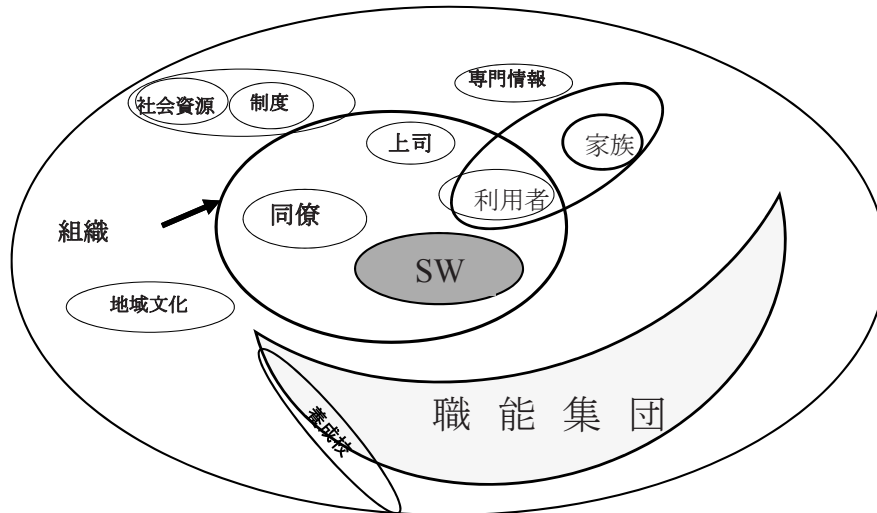 専門情報
社会資源
制度
上司
家族
利用者
同僚
組織
SW
地域文化
職能集団
養成校